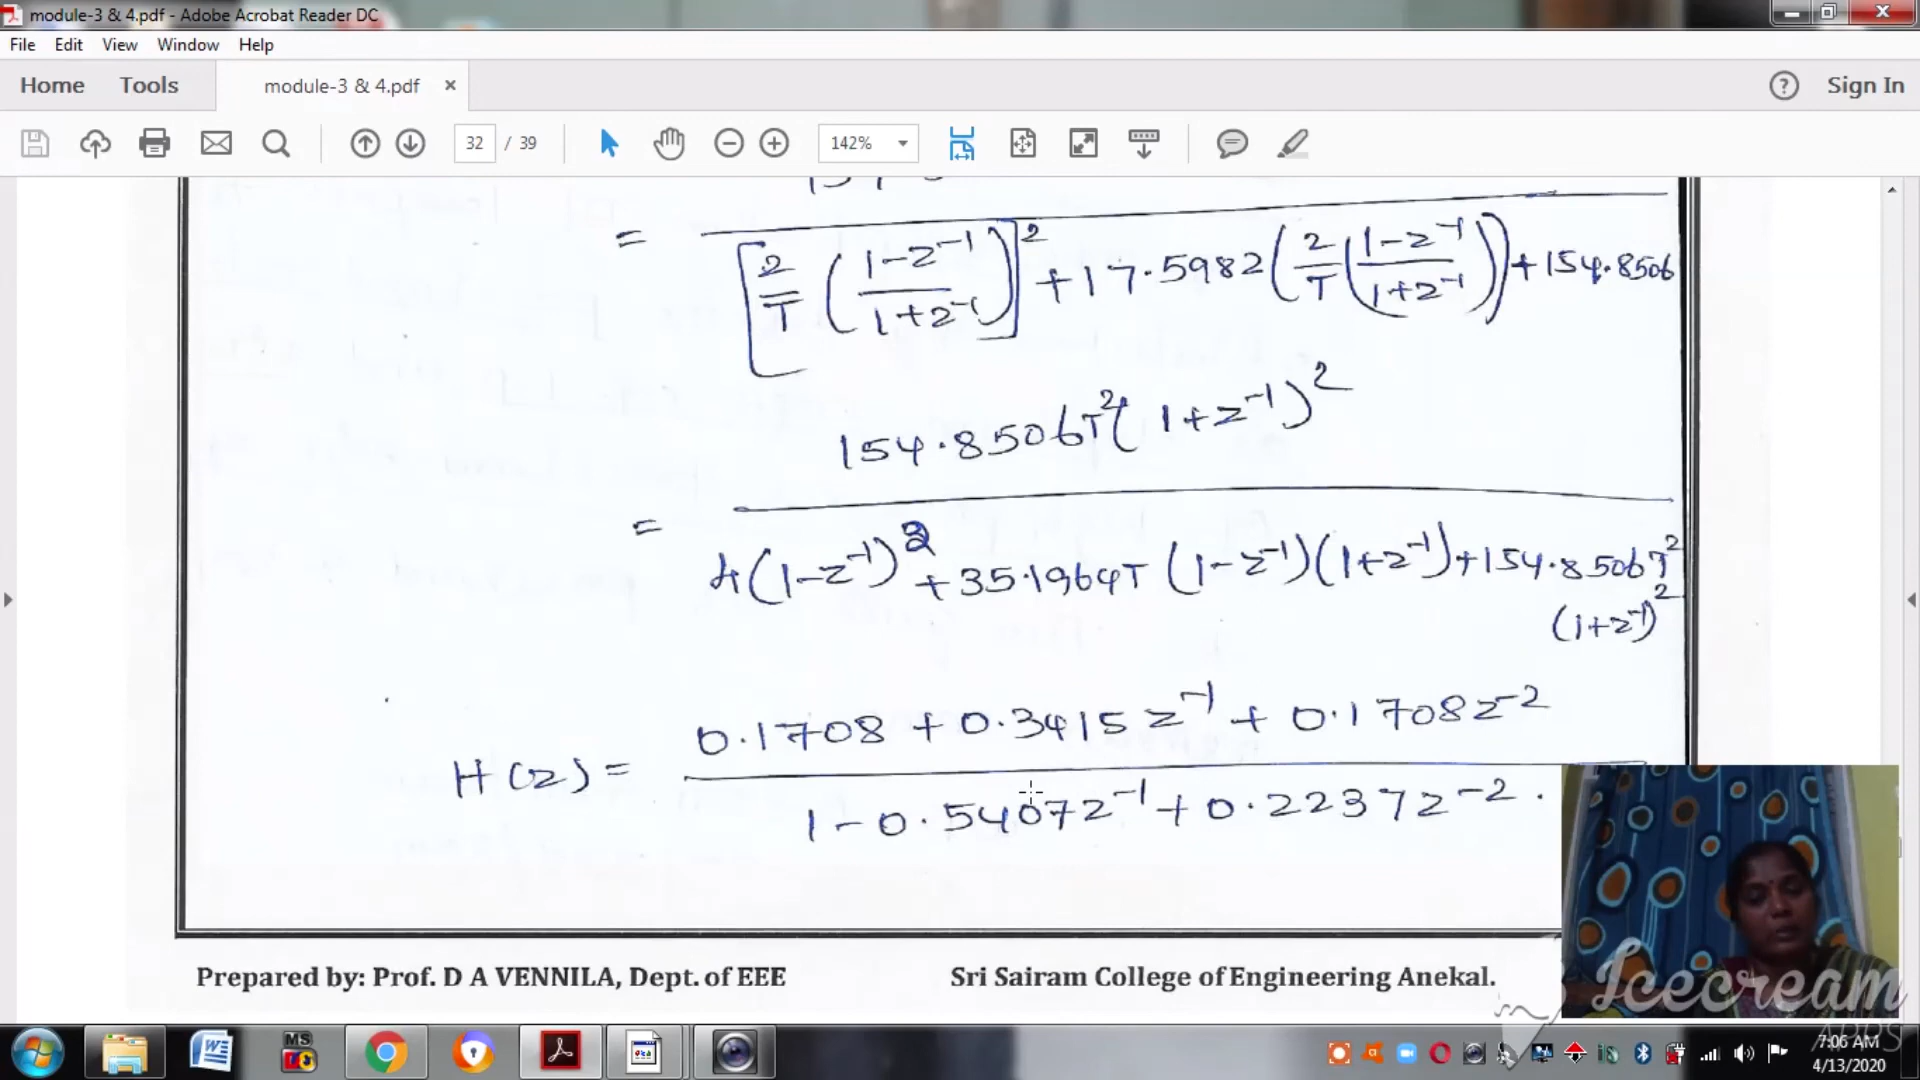 module-3 & 4.pdf - Adobe Acrobat Reader DC
File Edit View Window Help
Home Tools module-3 & 4.pdf × ? Sign In
32 / 39 142%
= [2/T (1-z⁻¹/1+z⁻¹)]² + 17.5982 (2/T (1-z⁻¹/1+z⁻¹)) + 154.8506
154.8506T² (1+z⁻¹)²
=
4(1-z⁻¹)² + 35.1964T (1-z⁻¹)(1+z⁻¹) + 154.8506T²
(1+z⁻¹)²
0.1708 + 0.3415z⁻¹ + 0.1708z⁻²
H(z) =
1 - 0.5407z⁻¹ + 0.2237z⁻².
Prepared by: Prof. D A VENNILA, Dept. of EEE Sri Sairam College of Engineering Anekal.
Icecream
APPS
MS
7:06 AM
4/13/2020